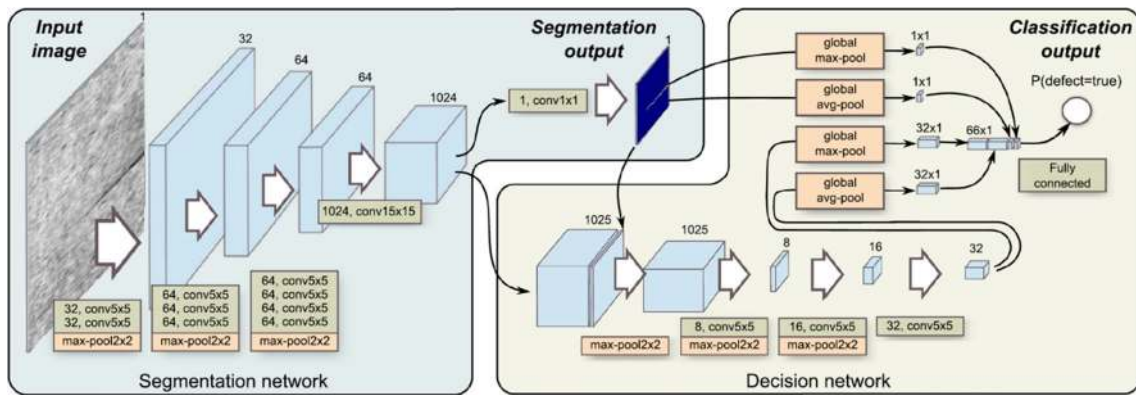 Input
image
1
32
64
64
1024
1024, conv15x15
32, conv5x5
32, conv5x5
max-pool2x2
64, conv5x5
64, conv5x5
64, conv5x5
max-pool2x2
64, conv5x5
64, conv5x5
64, conv5x5
64, conv5x5
max-pool2x2
Segmentation network
Segmentation
output
1, conv1x1
1
1025
max-pool2x2
1025
8, conv5x5
max-pool2x2
8
16, conv5x5
max-pool2x2
16
32, conv5x5
32
global
max-pool
1x1
global
avg-pool
1x1
global
max-pool
32x1
global
avg-pool
32x1
66x1
Classification
output
P(defect=true)
Fully
connected
Decision network